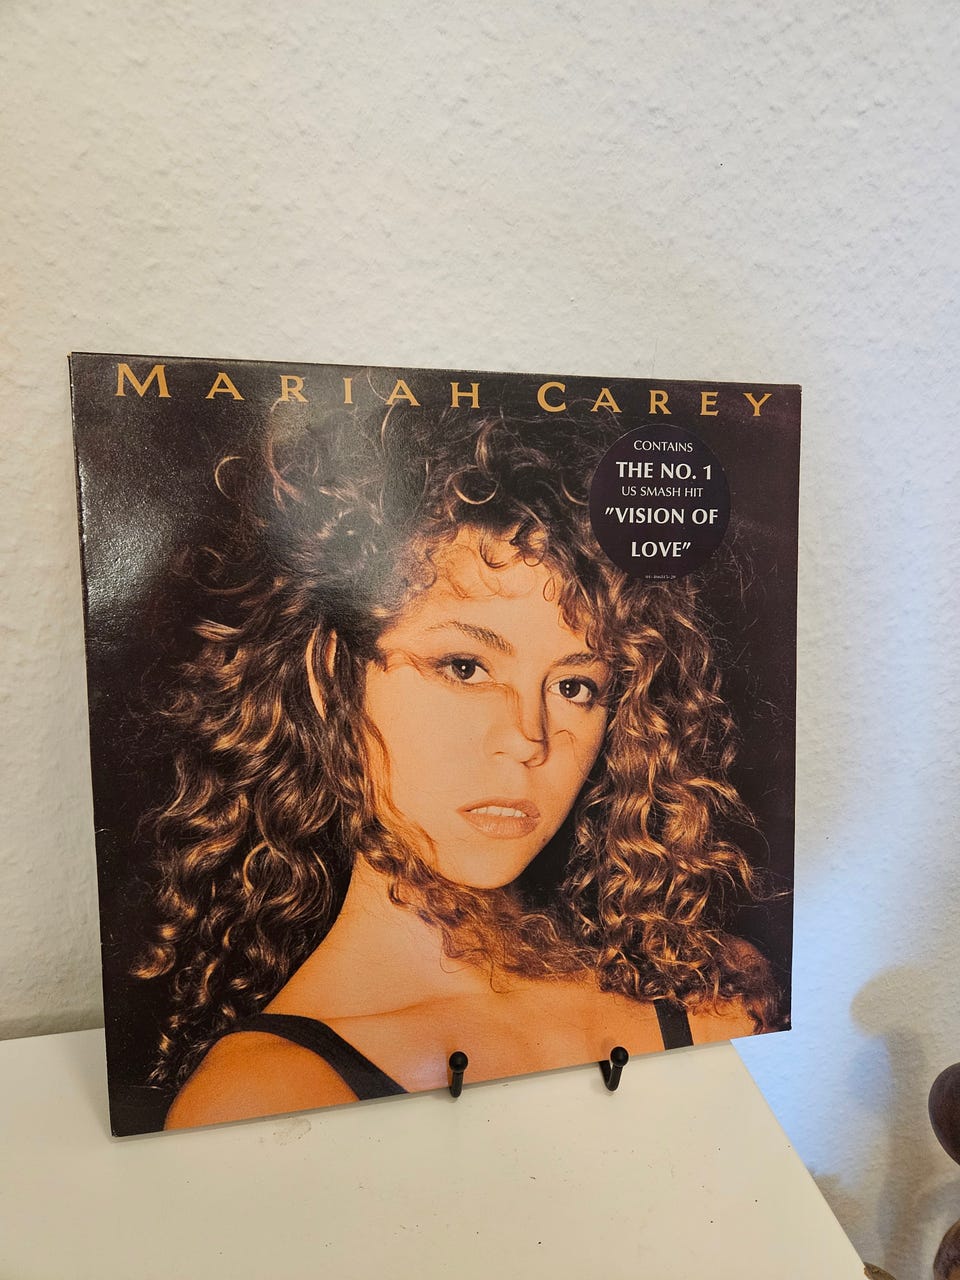 MARIAH CAREY
CONTAINS
THE NO. 1
US SMASH HIT
"VISION OF
LOVE"